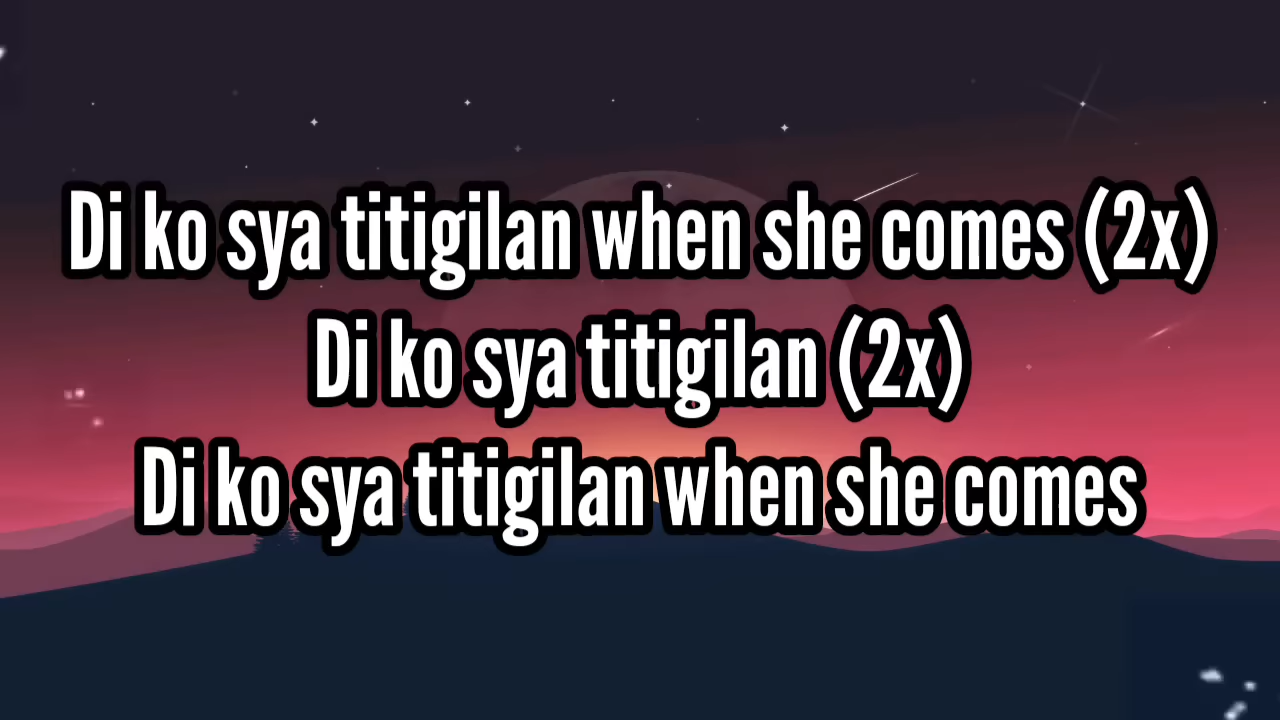 Di ko sya titigilan when she comes (2x)
Di ko sya titigilan (2x)
Di ko sya titigilan when she comes